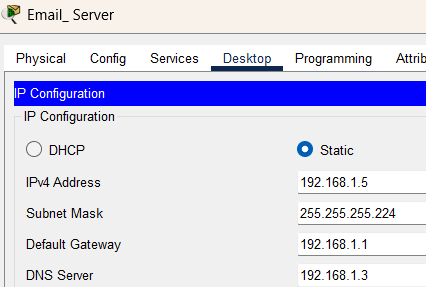 Email_ Server
Physical Config Services Desktop Programming Attrib
IP Configuration
IP Configuration
DHCP Static
IPv4 Address 192.168.1.5
Subnet Mask 255.255.255.224
Default Gateway 192.168.1.1
DNS Server 192.168.1.3